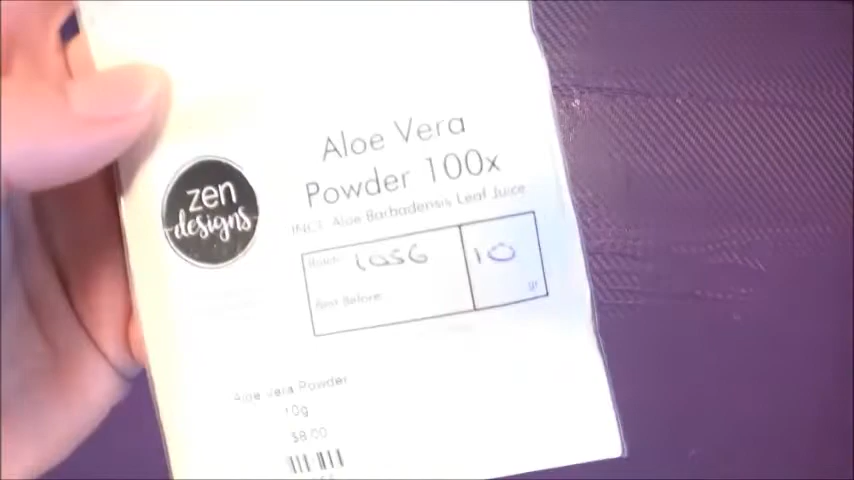 Aloe Vera
Powder 100x
INCI: Aloe Barbadensis Leaf Juice
zen
designs
Batch: 1056
10
gr
Best Before:
Aloe Vera Powder
10g
$8.00